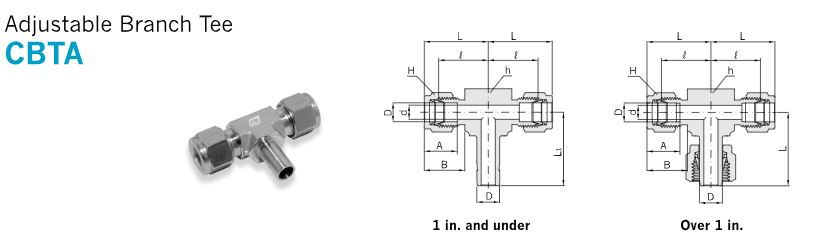 Adjustable Branch Tee
CBTA
L L
ℓ ℓ
H h
D d
A
B
L1
D
1 in. and under
L L
ℓ ℓ
H h
D d
A
B
L
D
Over 1 in.